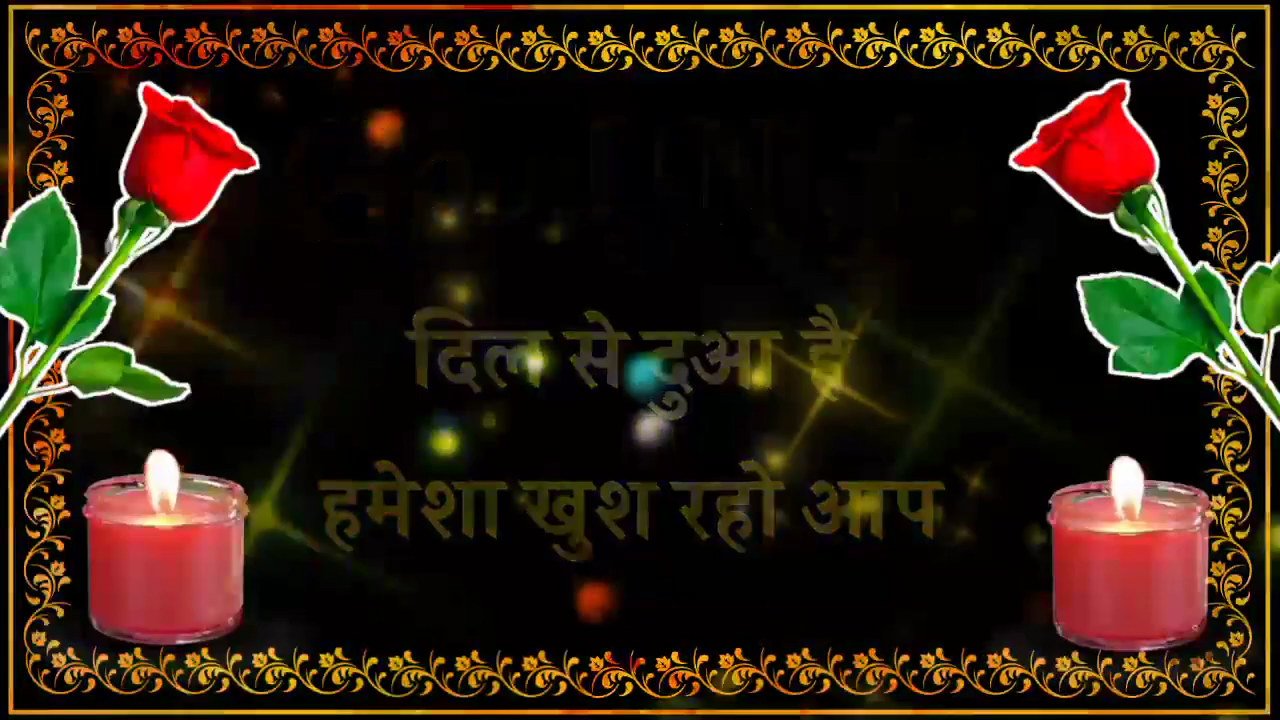 दिल से दुआ है
हमेशा खुश रहो आप